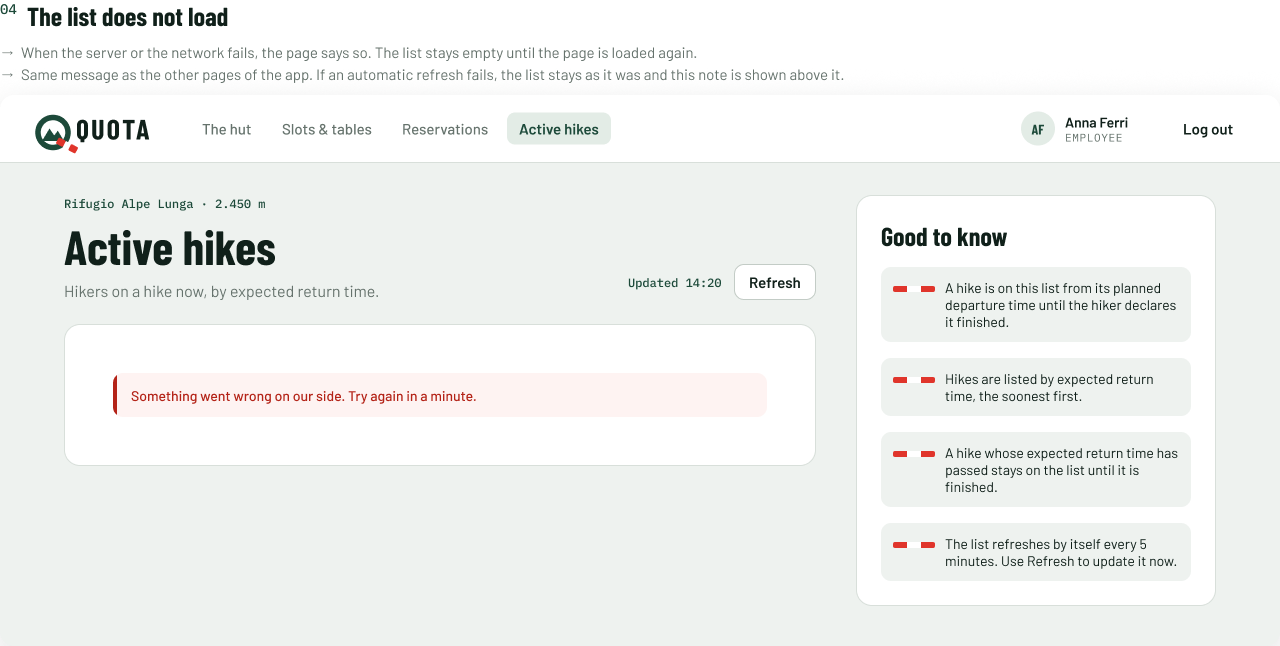 04 The list does not load
→ When the server or the network fails, the page says so. The list stays empty until the page is loaded again.
→ Same message as the other pages of the app. If an automatic refresh fails, the list stays as it was and this note is shown above it.
QUOTA
The hut
Slots & tables
Reservations
Active hikes
AF
Anna Ferri
EMPLOYEE
Log out
Rifugio Alpe Lunga · 2.450 m
Active hikes
Hikers on a hike now, by expected return time.
Updated 14:20
Refresh
Something went wrong on our side. Try again in a minute.
Good to know
A hike is on this list from its planned
departure time until the hiker declares
it finished.
Hikes are listed by expected return
time, the soonest first.
A hike whose expected return time has
passed stays on the list until it is
finished.
The list refreshes by itself every 5
minutes. Use Refresh to update it now.